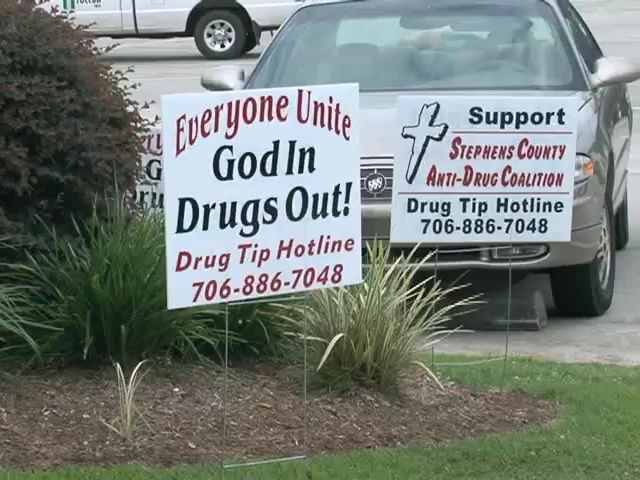 Everyone Unite
God In
Drugs Out!
Drug Tip Hotline
706-886-7048
Support
Stephens County
Anti-Drug Coalition
Drug Tip Hotline
706-886-7048